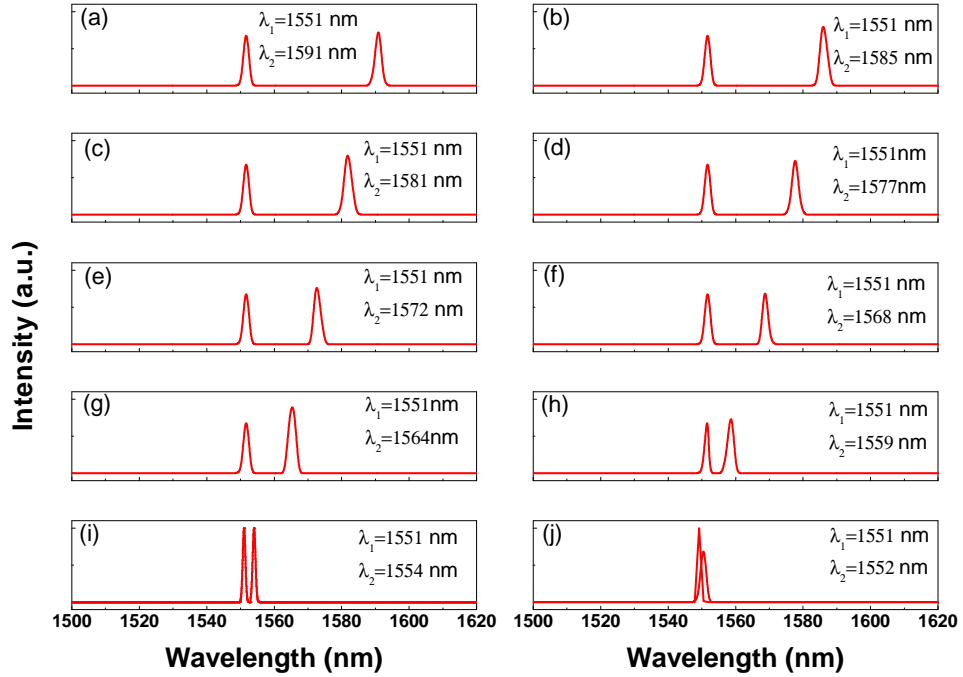 (a)
λ₁=1551 nm
λ₂=1591 nm
(b)
λ₁=1551 nm
λ₂=1585 nm
(c)
λ₁=1551 nm
λ₂=1581 nm
(d)
λ₁=1551nm
λ₂=1577nm
(e)
λ₁=1551 nm
λ₂=1572 nm
(f)
λ₁=1551 nm
λ₂=1568 nm
(g)
λ₁=1551nm
λ₂=1564nm
(h)
λ₁=1551 nm
λ₂=1559 nm
(i)
λ₁=1551 nm
λ₂=1554 nm
(j)
λ₁=1551 nm
λ₂=1552 nm
Intensity (a.u.)
1500 1520 1540 1560 1580 1600 1620
1500 1520 1540 1560 1580 1600 1620
Wavelength (nm)
Wavelength (nm)